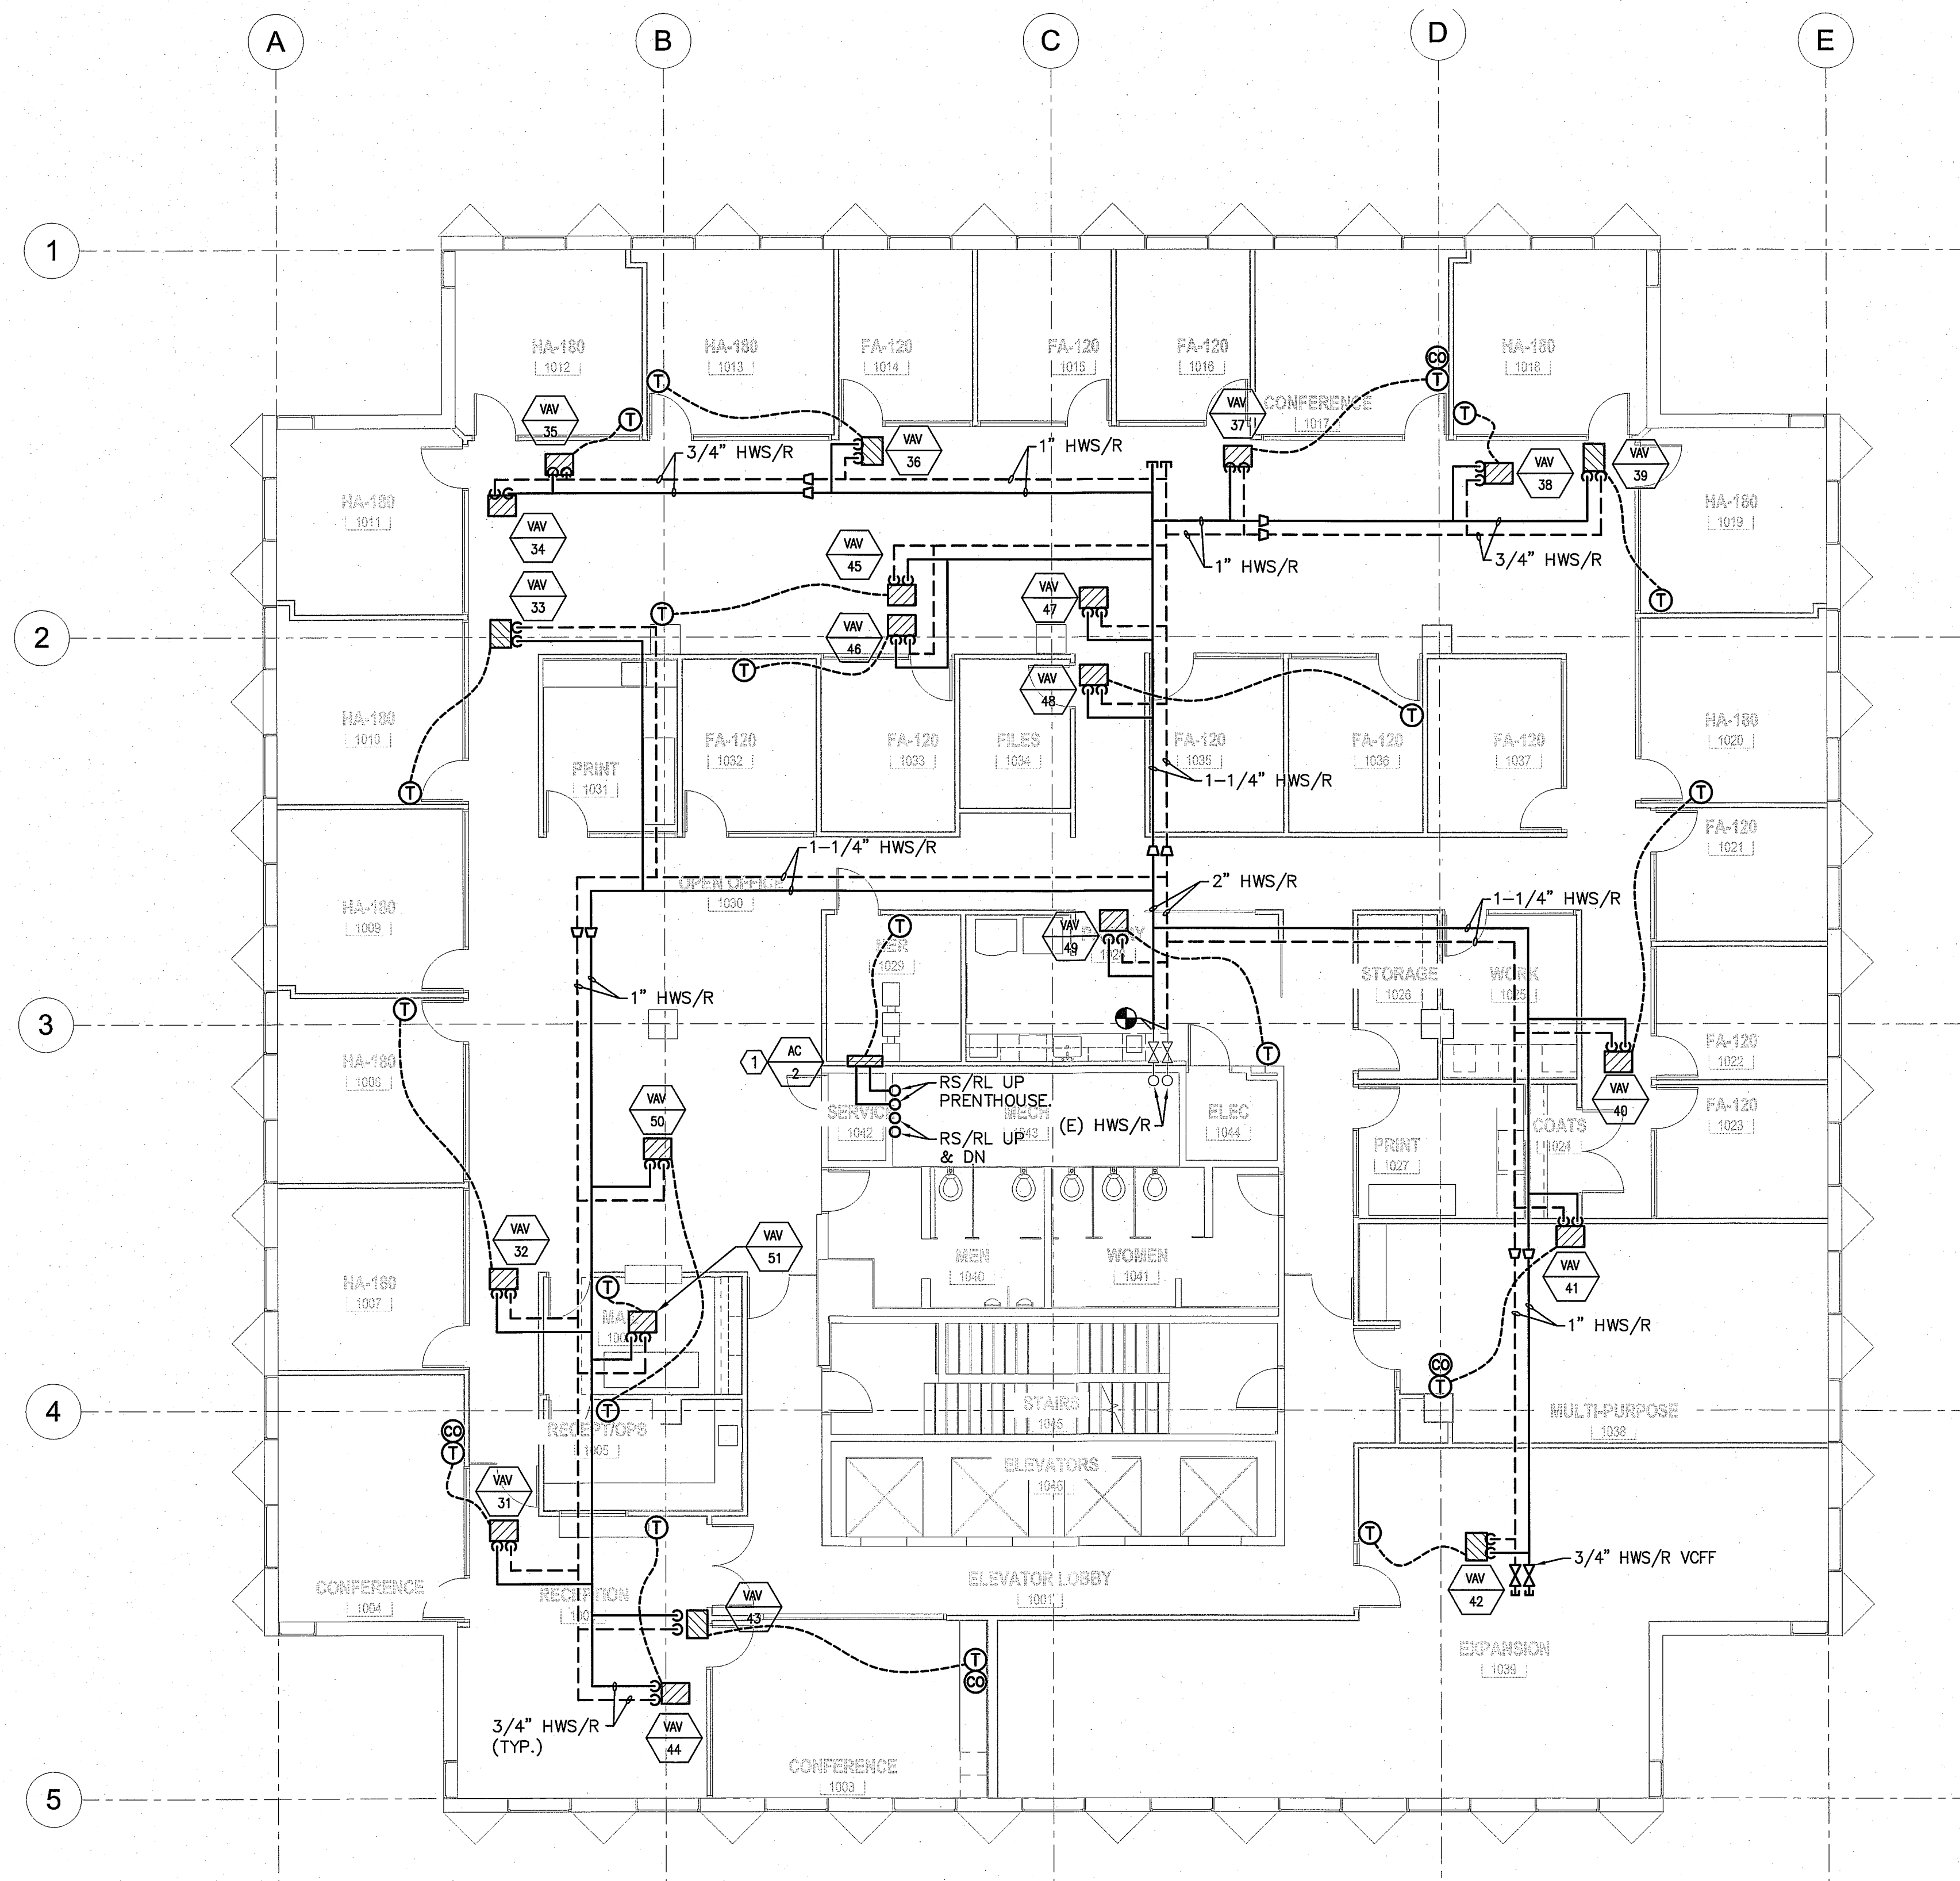 A
B
C
D
E
1
HA-180
1012
HA-180
1013
FA-120
1014
FA-120
1015
FA-120
1016
CONFERENCE
1017
HA-180
1018
CO
T
T
T
T
VAV
35
VAV
36
VAV
37
VAV
38
VAV
39
3/4" HWS/R
1" HWS/R
HA-180
1011
HA-180
1019
VAV
34
VAV
45
1" HWS/R
3/4" HWS/R
VAV
33
VAV
47
T
T
2
VAV
46
T
VAV
48
T
HA-180
1010
HA-180
1020
PRINT
1031
FA-120
1032
FA-120
1033
FILES
1034
FA-120
1035
FA-120
1036
FA-120
1037
1-1/4" HWS/R
T
T
FA-120
1021
1-1/4" HWS/R
OPEN OFFICE
1030
2" HWS/R
1-1/4" HWS/R
HA-180
1009
T
1029
VAV
49
STORAGE
1026
WORK
1025
1" HWS/R
T
3
HA-180
1008
1
AC
2
T
FA-120
1022
RS/RL UP
PRENTHOUSE.
VAV
40
VAV
50
SERVICE
1042
MECH
1043
(E) HWS/R
ELEC
1044
COATS
1024
FA-120
1023
RS/RL UP
& DN
PRINT
1027
VAV
32
VAV
51
MEN
1040
WOMEN
1041
VAV
41
HA-180
1007
T
1" HWS/R
CO
T
4
T
STAIRS
1045
MULTI-PURPOSE
1038
RECEPT/OPS
1005
CO
T
ELEVATORS
1046
VAV
31
T
T
3/4" HWS/R VCFF
CONFERENCE
1004
RECEPTION
VAV
43
ELEVATOR LOBBY
1001
VAV
42
T
CO
EXPANSION
1039
3/4" HWS/R
(TYP.)
VAV
44
CONFERENCE
1003
5